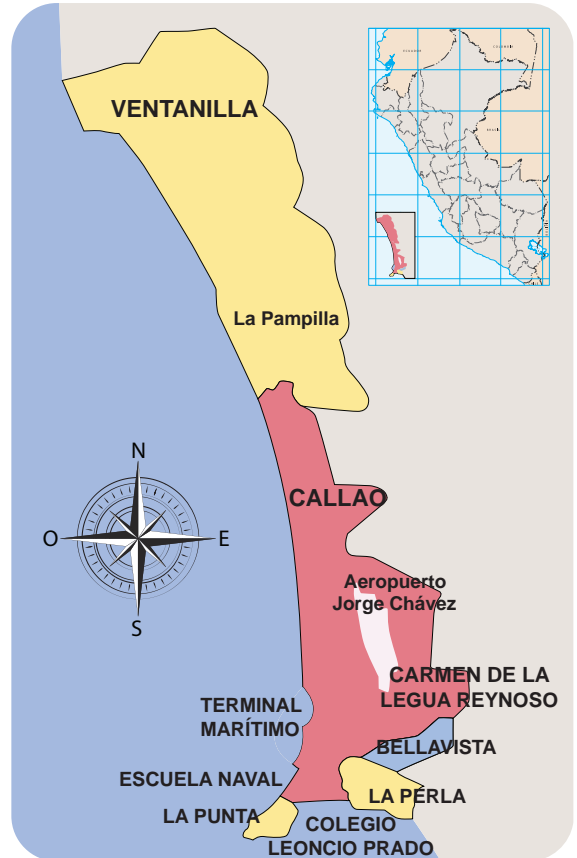 VENTANILLA
La Pampilla
N
O
E
S
CALLAO
Aeropuerto
Jorge Chávez
CARMEN DE LA
LEGUA REYNOSO
TERMINAL
MARÍTIMO
BELLAVISTA
ESCUELA NAVAL
LA PERLA
LA PUNTA
COLEGIO
LEONCIO PRADO